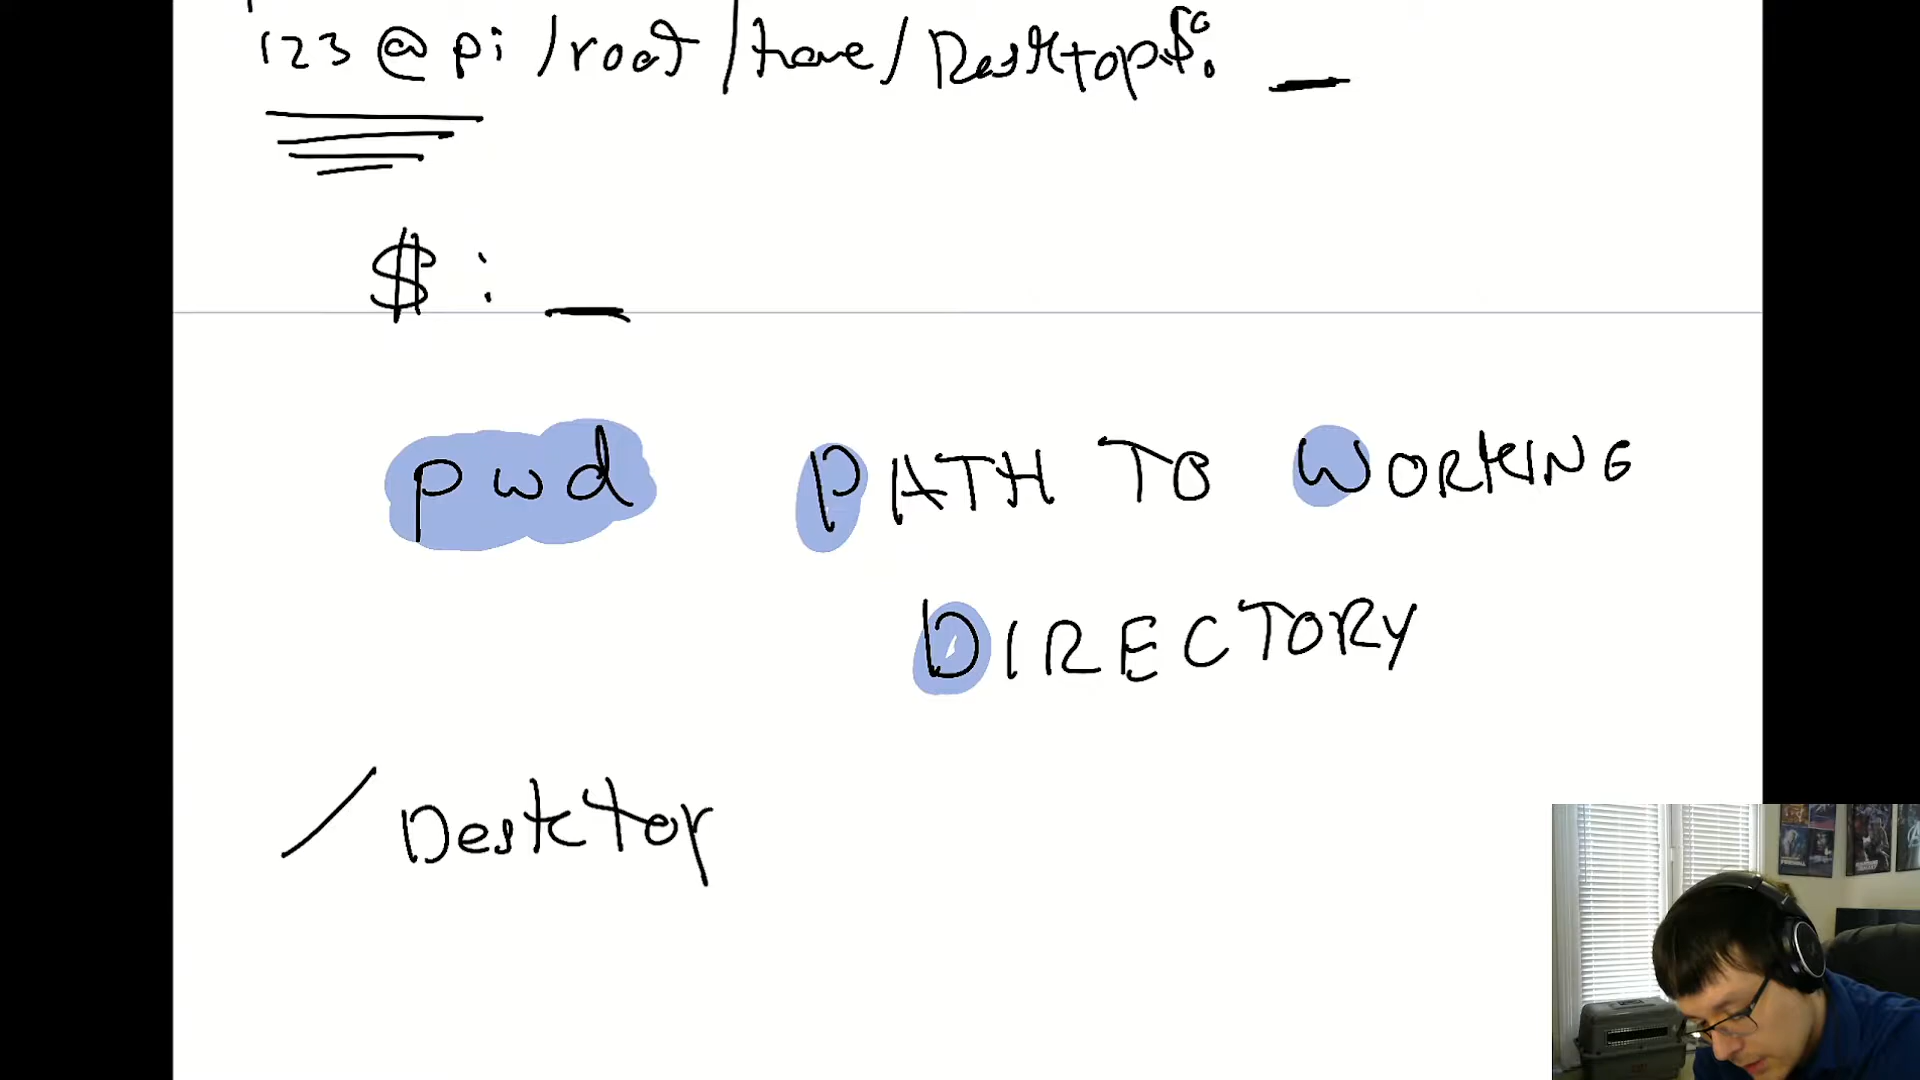 123@pi/root/home/Desktop$: _
$: _
pwd PATH TO WORKING
DIRECTORY
/Desktop